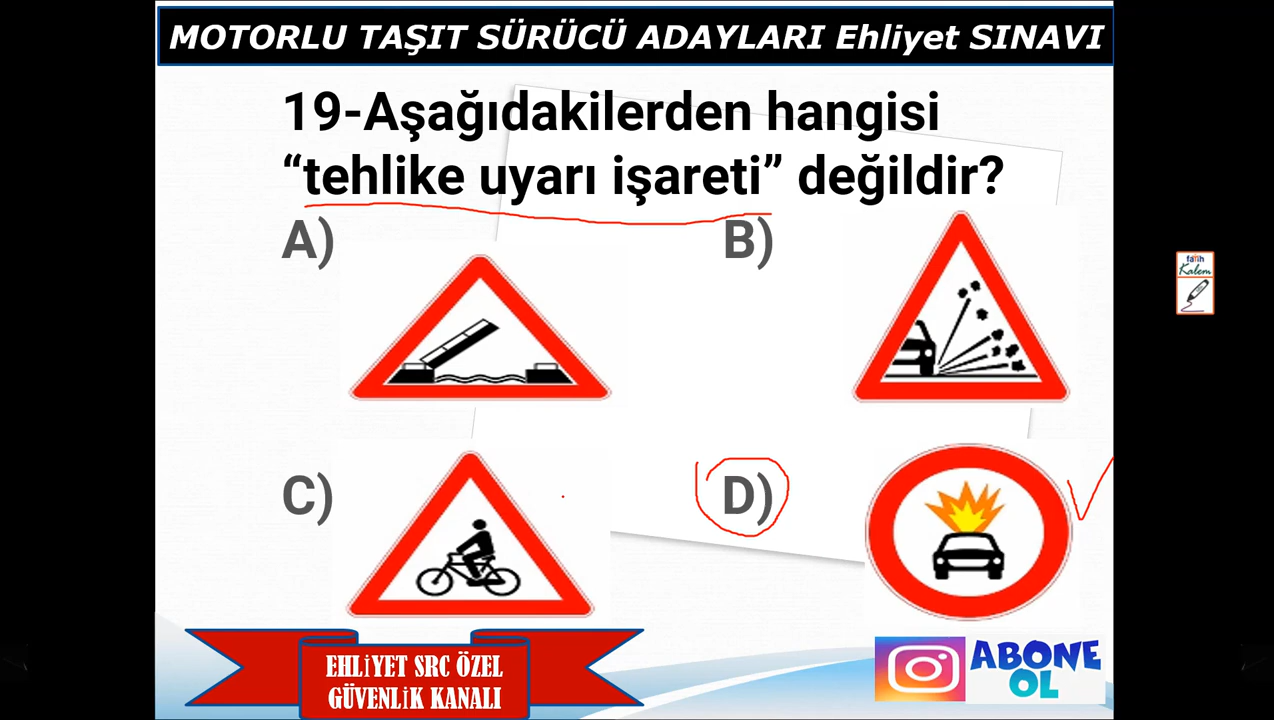 MOTORLU TAŞIT SÜRÜCÜ ADAYLARI Ehliyet SINAVI
19-Aşağıdakilerden hangisi
“tehlike uyarı işareti” değildir?
A)
B)
fatih
Kalem
C)
D)
EHLİYET SRC ÖZEL
GÜVENLİK KANALI
ABONE
OL